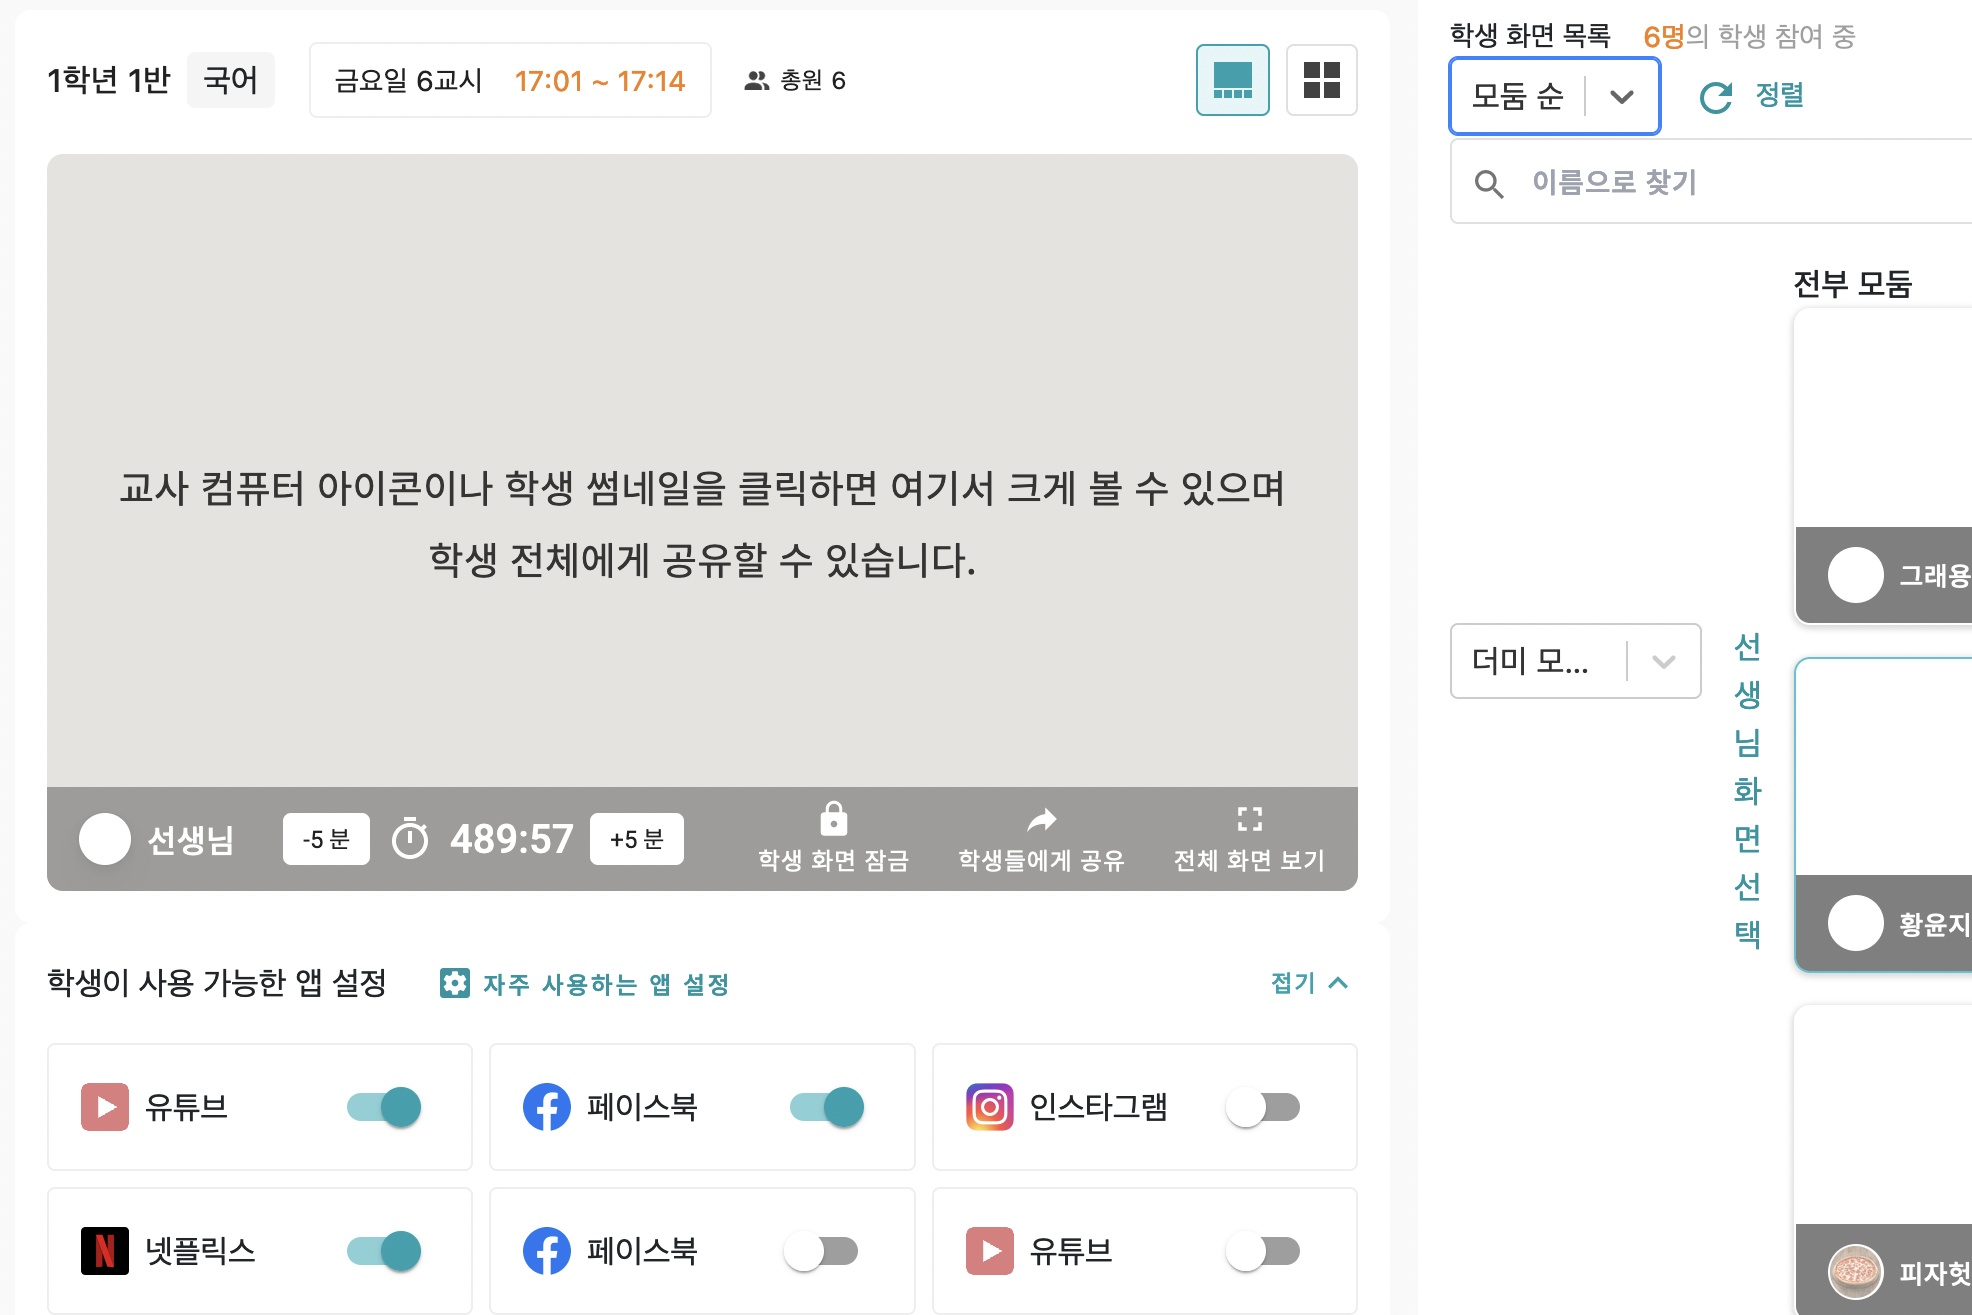 1학년 1반 국어 금요일 6교시 17:01 ~ 17:14 총원 6
교사 컴퓨터 아이콘이나 학생 썸네일을 클릭하면 여기서 크게 볼 수 있으며
학생 전체에게 공유할 수 있습니다.
선생님 -5 분 489:57 +5 분 학생 화면 잠금 학생들에게 공유 전체 화면 보기
학생이 사용 가능한 앱 설정 자주 사용하는 앱 설정 접기
유튜브 페이스북 인스타그램
넷플릭스 페이스북 유튜브
학생 화면 목록 6명의 학생 참여 중
모둠 순 정렬
이름으로 찾기
더미 모...
선
생
님
화
면
선
택
전부 모둠
그래용
황윤지
피자헛